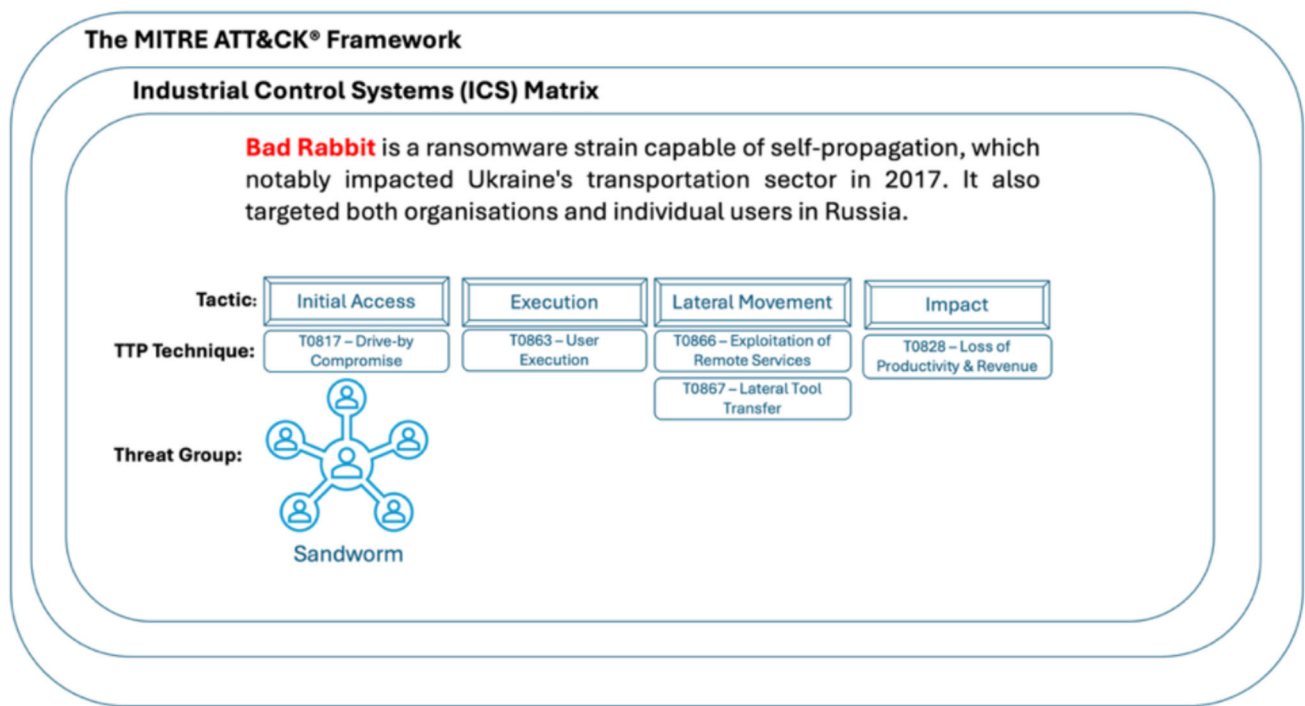 The MITRE ATT&CK® Framework
Industrial Control Systems (ICS) Matrix
Bad Rabbit is a ransomware strain capable of self-propagation, which
notably impacted Ukraine's transportation sector in 2017. It also
targeted both organisations and individual users in Russia.
Tactic:
Initial Access
Execution
Lateral Movement
Impact
TTP Technique:
T0817 – Drive-by
Compromise
T0863 – User
Execution
T0866 – Exploitation of
Remote Services
T0828 – Loss of
Productivity & Revenue
T0867 – Lateral Tool
Transfer
Threat Group:
Sandworm